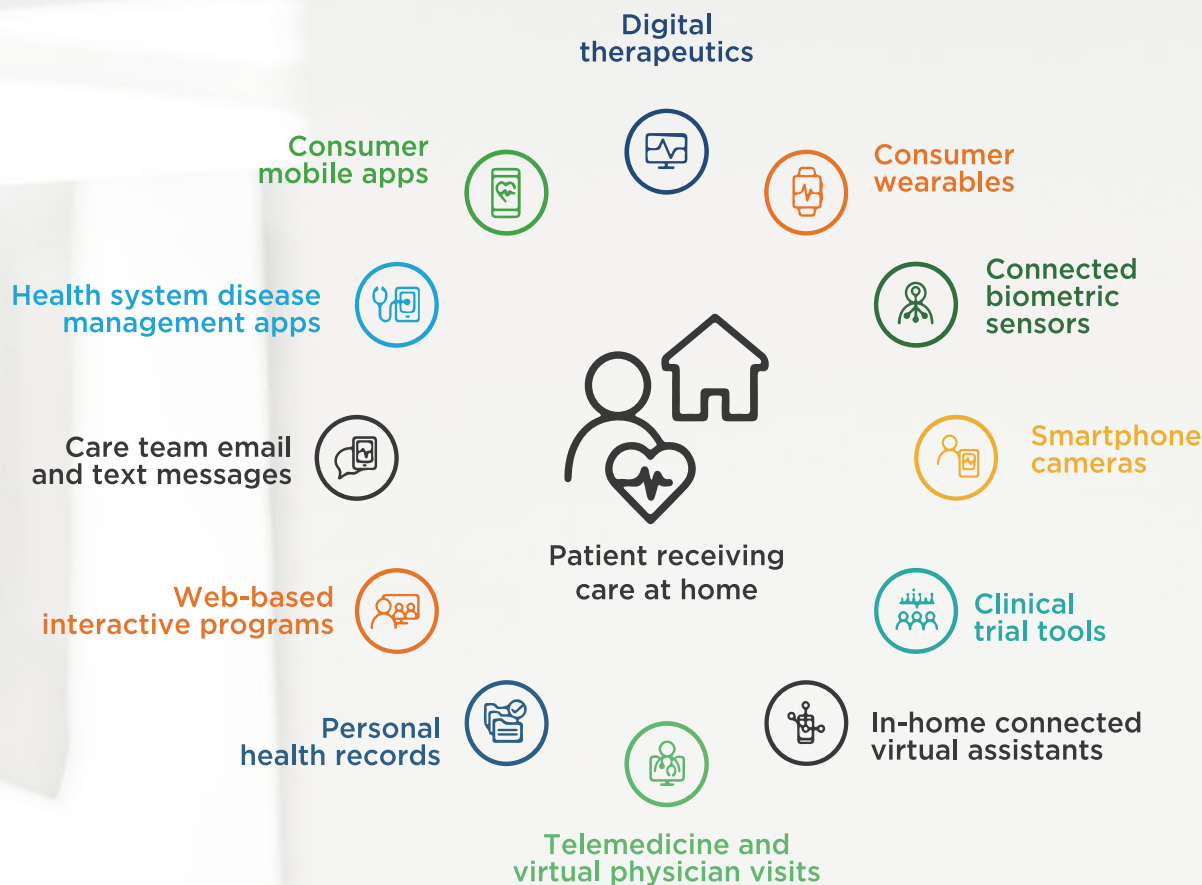 Digital
therapeutics
Consumer
mobile apps
Consumer
wearables
Health system disease
management apps
Connected
biometric
sensors
Care team email
and text messages
Smartphone
cameras
Patient receiving
care at home
Web-based
interactive programs
Clinical
trial tools
Personal
health records
In-home connected
virtual assistants
Telemedicine and
virtual physician visits